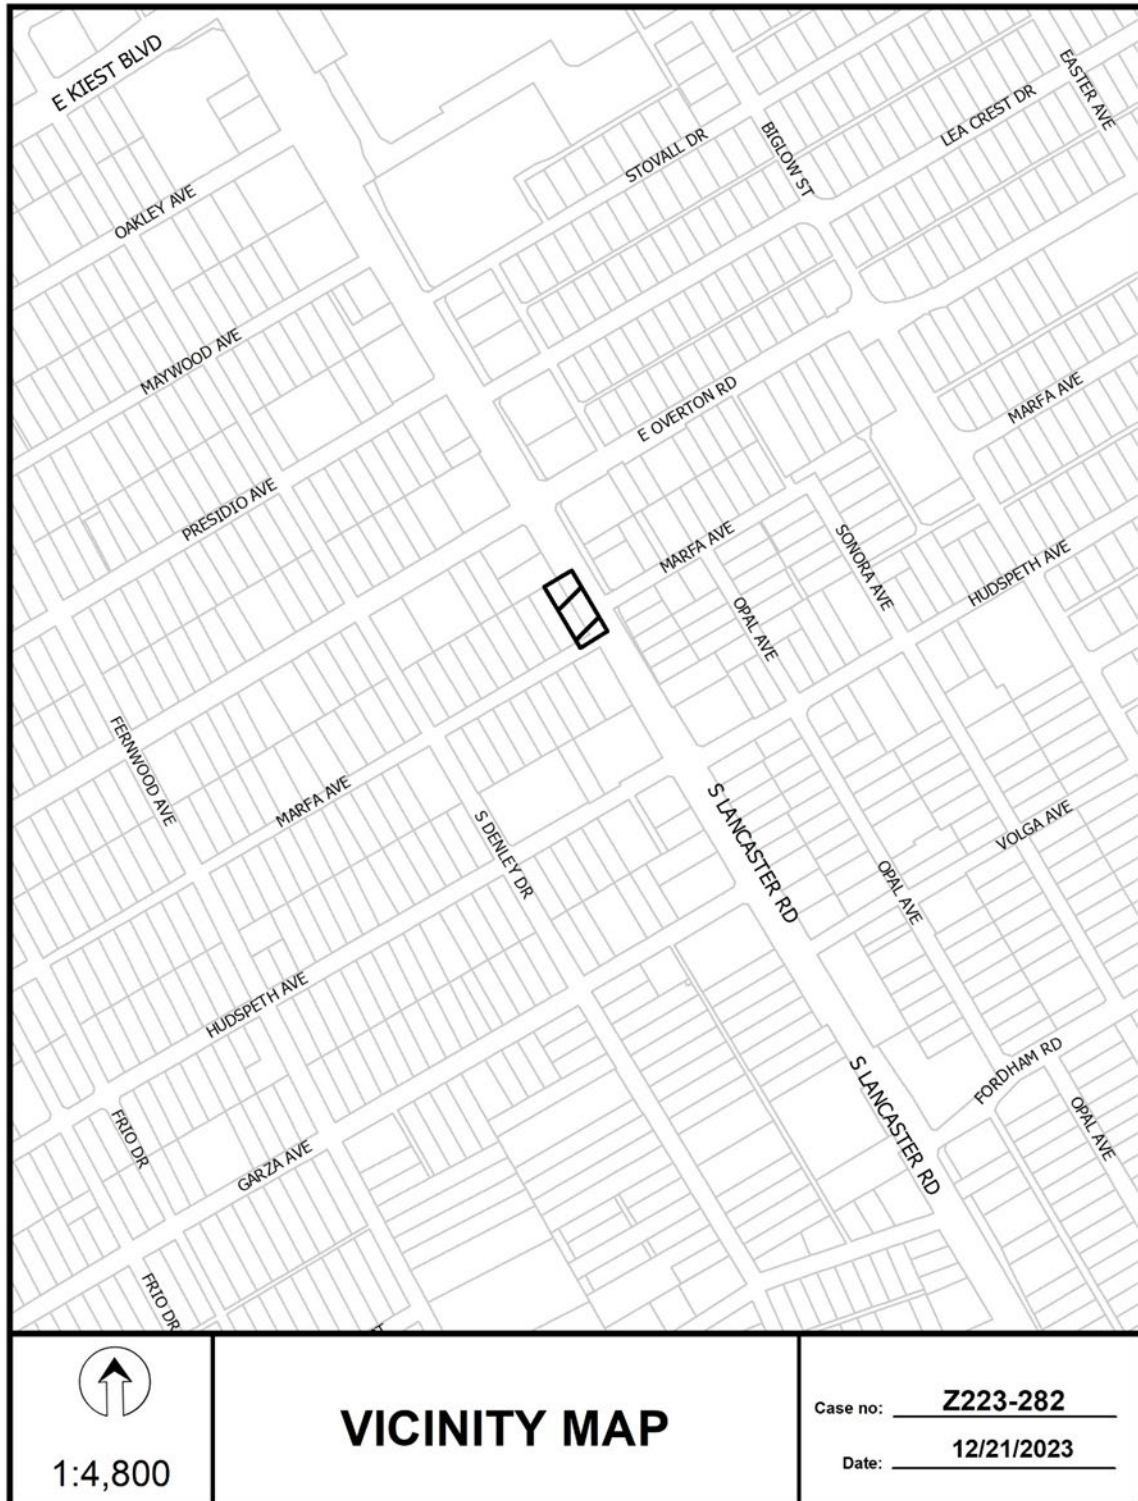 E KIEST BLVD
EASTER AVE
LEA CREST DR
BIGLOW ST
STOVALL DR
OAKLEY AVE
MAYWOOD AVE
E OVERTON RD
MARFA AVE
PRESIDIO AVE
MARFA AVE
SONORA AVE
HUDSPETH AVE
OPAL AVE
FERNWOOD AVE
MARFA AVE
S DENLEY DR
S LANCASTER RD
VOLGA AVE
OPAL AVE
HUDSPETH AVE
S LANCASTER RD
FORDHAM RD
OPAL AVE
FRIO DR
GARZA AVE
FRIO DR
1:4,800
VICINITY MAP
Case no: Z223-282
Date: 12/21/2023